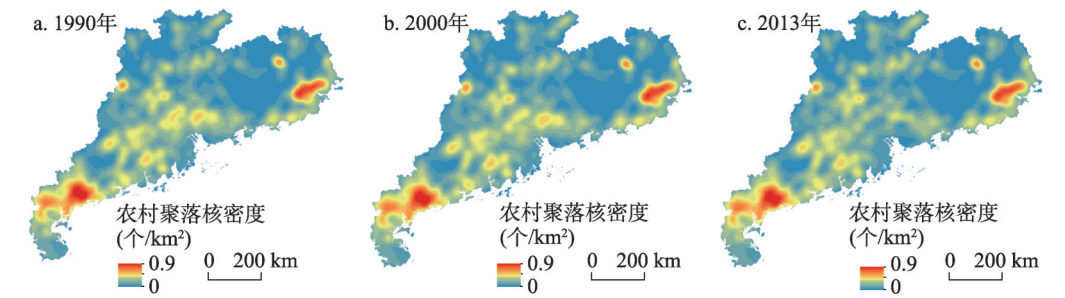 a. 1990年
农村聚落核密度
(个/km²)
0.9
0
0 200 km
b. 2000年
农村聚落核密度
(个/km²)
0.9
0
0 200 km
c. 2013年
农村聚落核密度
(个/km²)
0.9
0
0 200 km